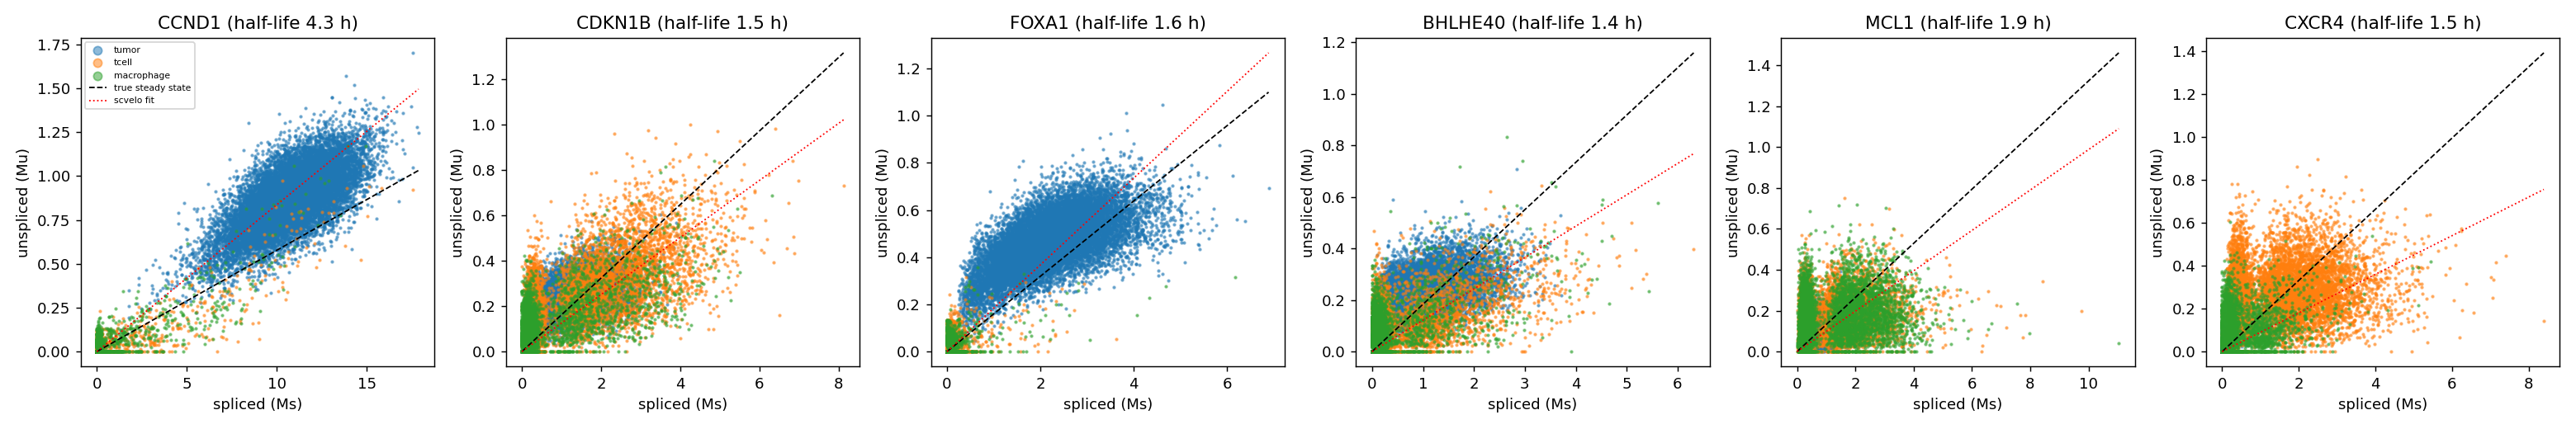 CCND1 (half-life 4.3 h)
1.75
1.50
1.25
1.00
0.75
0.50
0.25
0.00
unspliced (Mu)
tumor
tcell
macrophage
true steady state
scvelo fit
0 5 10 15
spliced (Ms)
CDKN1B (half-life 1.5 h)
1.2
1.0
0.8
0.6
0.4
0.2
0.0
unspliced (Mu)
0 2 4 6 8
spliced (Ms)
FOXA1 (half-life 1.6 h)
1.2
1.0
0.8
0.6
0.4
0.2
0.0
unspliced (Mu)
0 2 4 6
spliced (Ms)
BHLHE40 (half-life 1.4 h)
1.2
1.0
0.8
0.6
0.4
0.2
0.0
unspliced (Mu)
0 1 2 3 4 5 6
spliced (Ms)
MCL1 (half-life 1.9 h)
1.4
1.2
1.0
0.8
0.6
0.4
0.2
0.0
unspliced (Mu)
0 2 4 6 8 10
spliced (Ms)
CXCR4 (half-life 1.5 h)
1.4
1.2
1.0
0.8
0.6
0.4
0.2
0.0
unspliced (Mu)
0 2 4 6 8
spliced (Ms)